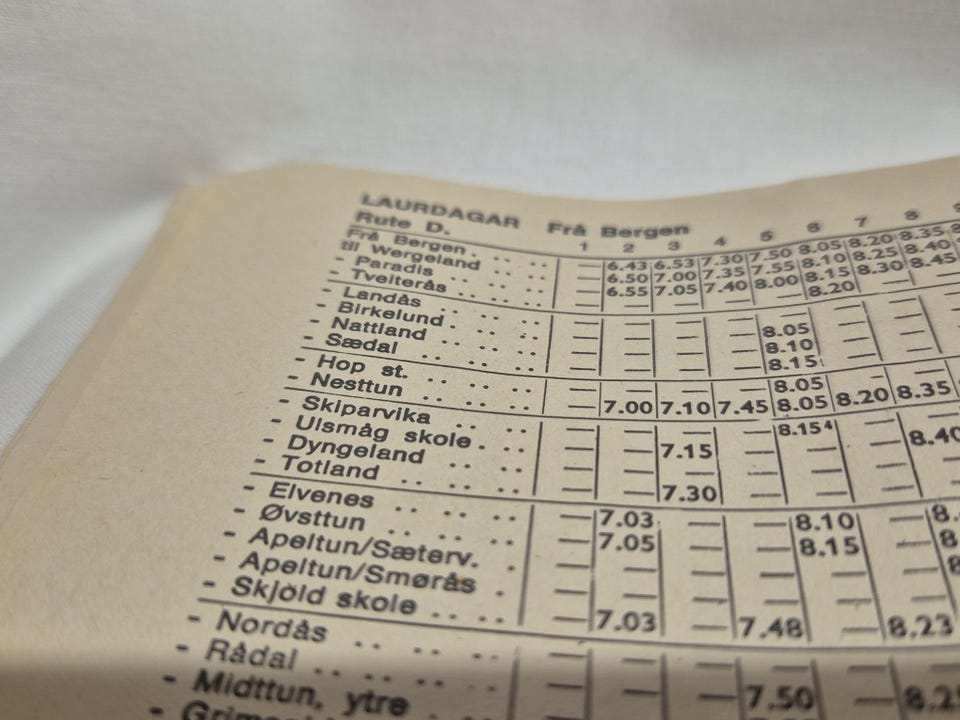 LAURDAGAR Frå Bergen
Rute D. 1 2 3 4 5 6 7 8
Frå Bergen . .. .. — 6.43 6.53 7.30 7.50 8.05 8.20 8.35
til Wergeland .. .. — 6.50 7.00 7.35 7.55 8.10 8.25 8.40
- Paradis .. .. — 6.55 7.05 7.40 8.00 8.15 8.30 8.45
- Tveiterås .. .. — — — — — 8.20 — —
- Landås .. .. .. — — — — 8.05 — — —
- Birkelund . .. .. — — — — 8.10 — — —
- Nattland .. .. .. — — — — 8.15 — — —
- Sædal .. .. ..
- Hop st. .. .. .. — — — — 8.05 — — —
- Nesttun .. .. .. — 7.00 7.10 7.45 8.05 8.20 8.35
- Skiparvika .. .. — — — — 8.15⁴ — —
- Ulsmåg skole . .. — — 7.15 — — — 8.40
- Dyngeland .. .. — — — — — — —
- Totland .. .. .. — — 7.30 — — — —
- Elvenes .. .. .. — 7.03 — — 8.10 —
- Øvsttun .. .. .. — 7.05 — — 8.15 —
- Apeltun/Sæterv. . — — — — — —
- Apeltun/Smørås . — — — — — —
- Skjold skole .. .. — 7.03 — 7.48 — 8.23
- Nordås .. .. .. — — — — — —
- Rådal .. .. .. — — — 7.50 —
- Midttun, ytre .. ..